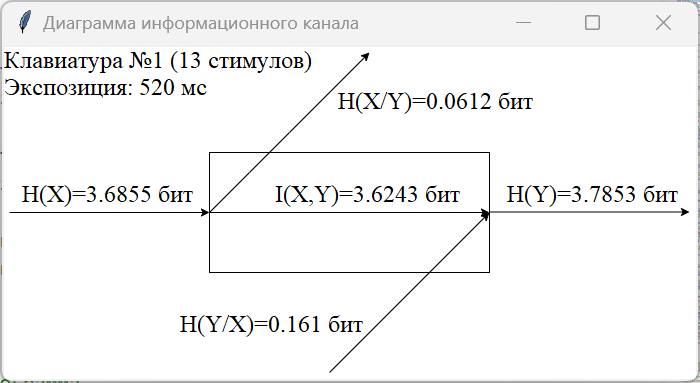 Диаграмма информационного канала
Клавиатура №1 (13 стимулов)
Экспозиция: 520 мс
H(X/Y)=0.0612 бит
H(X)=3.6855 бит
I(X,Y)=3.6243 бит
H(Y)=3.7853 бит
H(Y/X)=0.161 бит